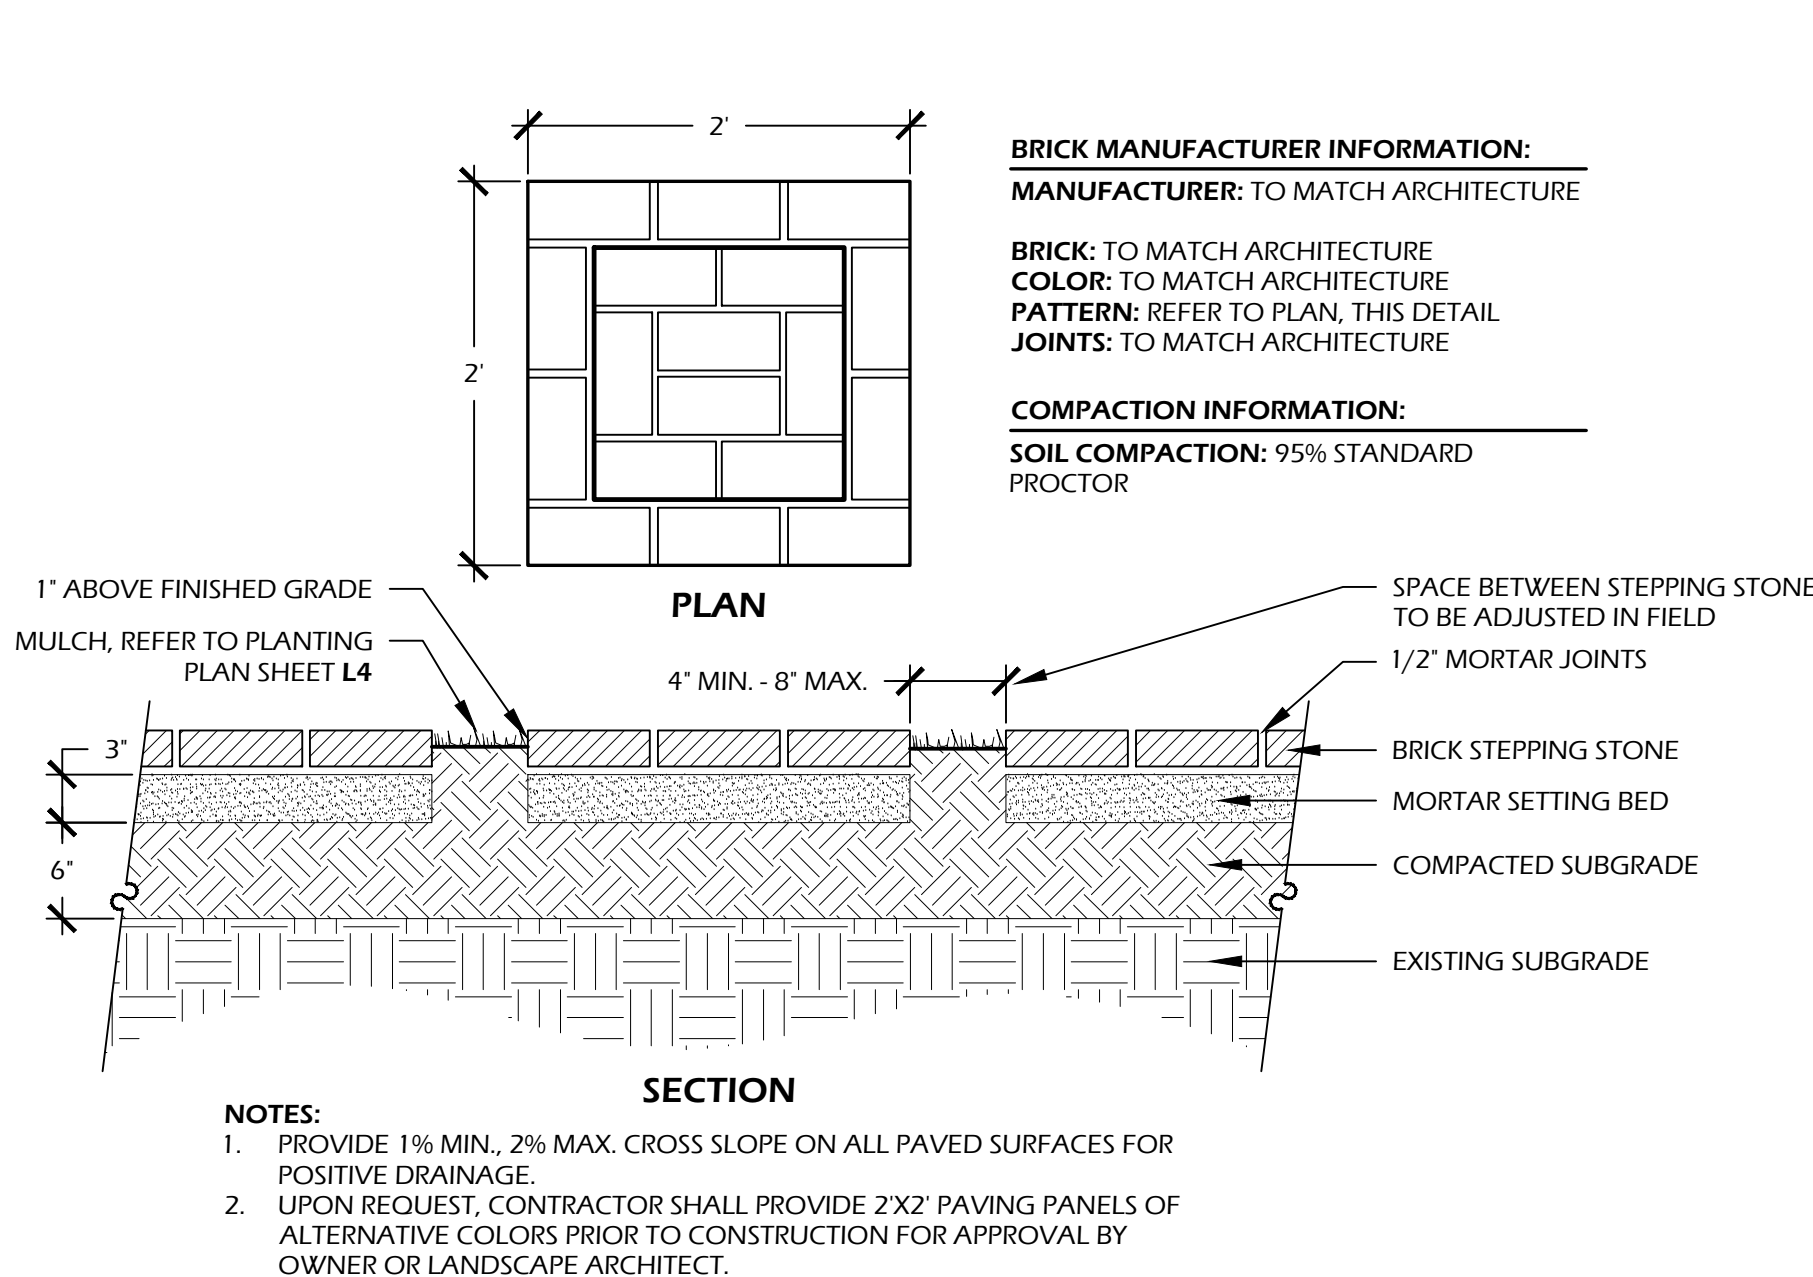 2'
BRICK MANUFACTURER INFORMATION:
MANUFACTURER: TO MATCH ARCHITECTURE
BRICK: TO MATCH ARCHITECTURE
COLOR: TO MATCH ARCHITECTURE
PATTERN: REFER TO PLAN, THIS DETAIL
JOINTS: TO MATCH ARCHITECTURE
2'
COMPACTION INFORMATION:
SOIL COMPACTION: 95% STANDARD
PROCTOR
PLAN
1" ABOVE FINISHED GRADE
MULCH, REFER TO PLANTING
PLAN SHEET L4
4" MIN. - 8" MAX.
SPACE BETWEEN STEPPING STONE
TO BE ADJUSTED IN FIELD
1/2" MORTAR JOINTS
3"
BRICK STEPPING STONE
MORTAR SETTING BED
6"
COMPACTED SUBGRADE
EXISTING SUBGRADE
SECTION
NOTES:
1. PROVIDE 1% MIN., 2% MAX. CROSS SLOPE ON ALL PAVED SURFACES FOR
POSITIVE DRAINAGE.
2. UPON REQUEST, CONTRACTOR SHALL PROVIDE 2'X2' PAVING PANELS OF
ALTERNATIVE COLORS PRIOR TO CONSTRUCTION FOR APPROVAL BY
OWNER OR LANDSCAPE ARCHITECT.